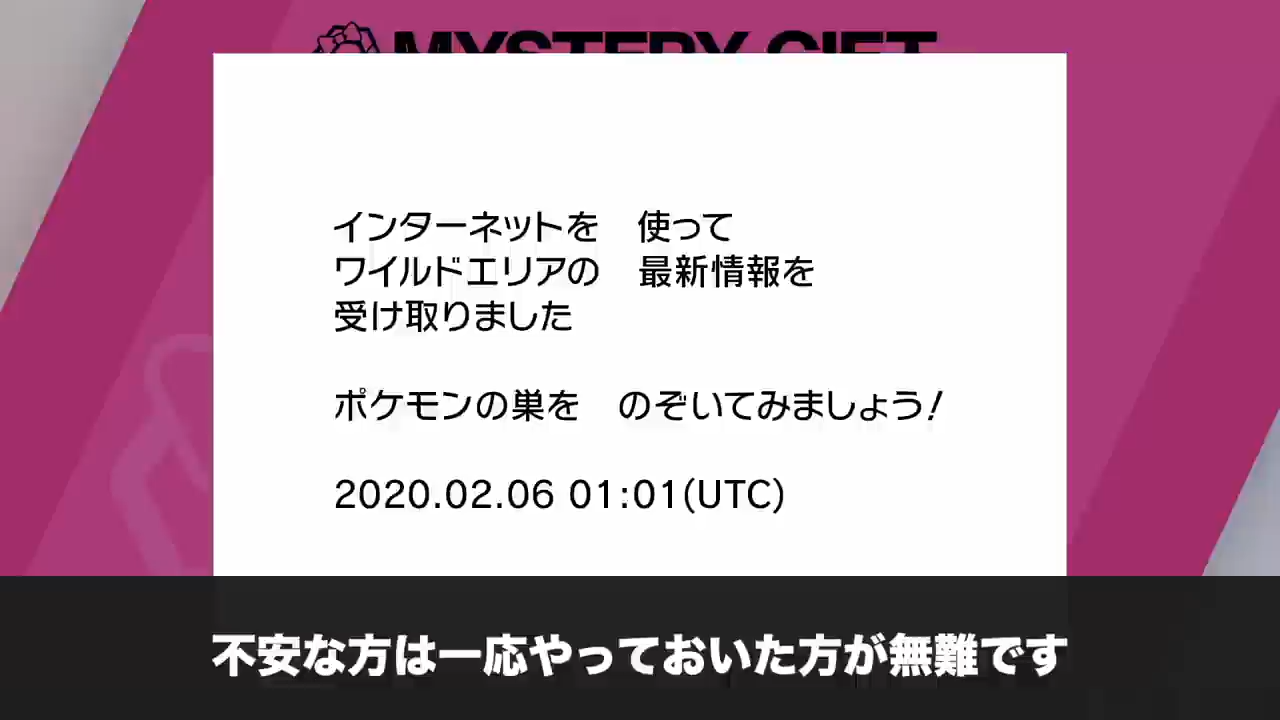 MYSTERY GIFT
インターネットを　使って
ワイルドエリアの　最新情報を
受け取りました
ポケモンの巣を　のぞいてみましょう！
2020.02.06 01:01(UTC)
不安な方は一応やっておいた方が無難です